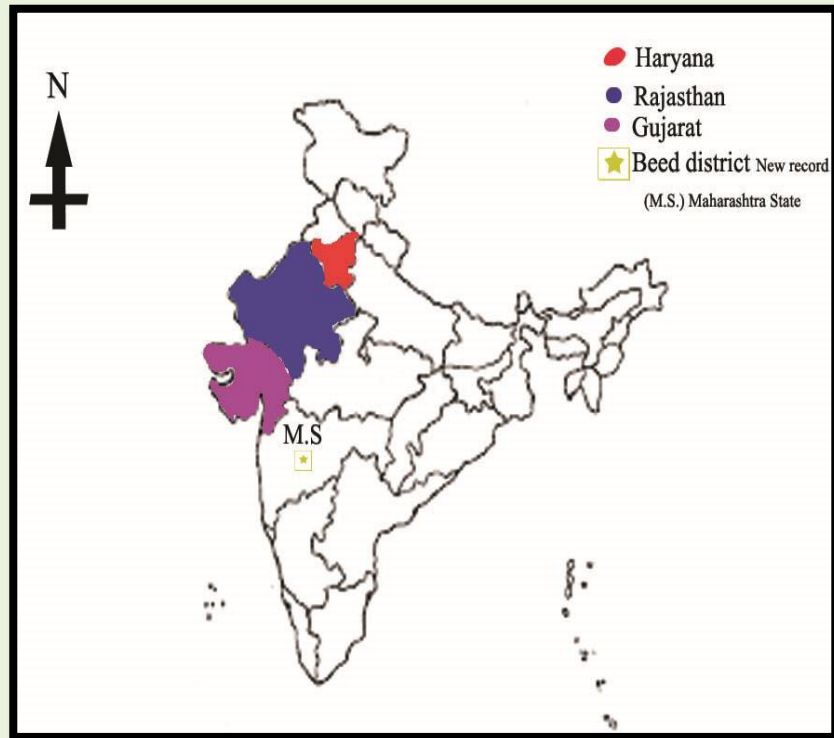 N
Haryana
Rajasthan
Gujarat
Beed district New record
(M.S.) Maharashtra State
M.S